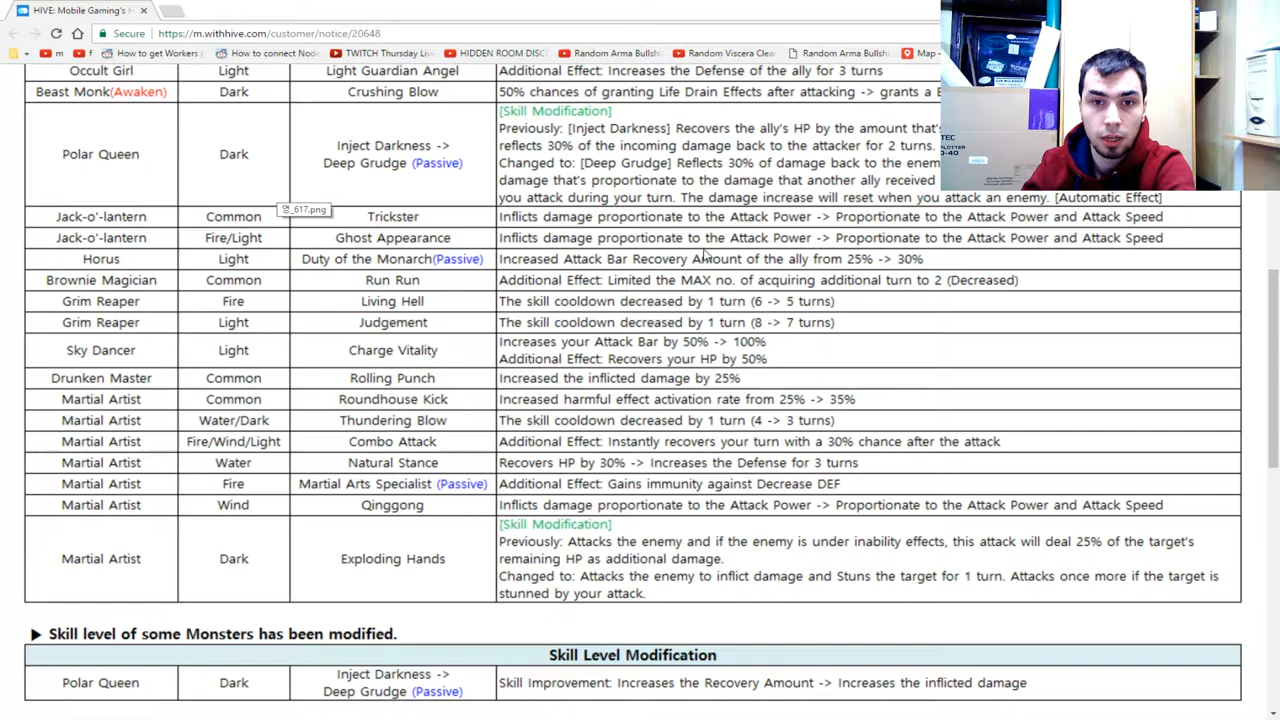 HIVE: Mobile Gaming's H
Secure https://m.withhive.com/customer/notice/20648
m f How to get Workers How to connect Noo TWITCH Thursday Liv HIDDEN ROOM DISC Random Arma Bullshi Random Viscera Clea Random Arma Bullshi Map -
Occult Girl Light Light Guardian Angel Additional Effect: Increases the Defense of the ally for 3 turns
Beast Monk(Awaken) Dark Crushing Blow 50% chances of granting Life Drain Effects after attacking -> grants a B
[Skill Modification]
Previously: [Inject Darkness] Recovers the ally's HP by the amount that'
Polar Queen Dark Inject Darkness -> reflects 30% of the incoming damage back to the attacker for 2 turns.
Deep Grudge (Passive) Changed to: [Deep Grudge] Reflects 30% of damage back to the enem
damage that's proportionate to the damage that another ally received
you attack during your turn. The damage increase will reset when you attack an enemy. [Automatic Effect]
_617.png
Jack-o'-lantern Common Trickster Inflicts damage proportionate to the Attack Power -> Proportionate to the Attack Power and Attack Speed
Jack-o'-lantern Fire/Light Ghost Appearance Inflicts damage proportionate to the Attack Power -> Proportionate to the Attack Power and Attack Speed
Horus Light Duty of the Monarch(Passive) Increased Attack Bar Recovery Amount of the ally from 25% -> 30%
Brownie Magician Common Run Run Additional Effect: Limited the MAX no. of acquiring additional turn to 2 (Decreased)
Grim Reaper Fire Living Hell The skill cooldown decreased by 1 turn (6 -> 5 turns)
Grim Reaper Light Judgement The skill cooldown decreased by 1 turn (8 -> 7 turns)
Sky Dancer Light Charge Vitality Increases your Attack Bar by 50% -> 100%
Additional Effect: Recovers your HP by 50%
Drunken Master Common Rolling Punch Increased the inflicted damage by 25%
Martial Artist Common Roundhouse Kick Increased harmful effect activation rate from 25% -> 35%
Martial Artist Water/Dark Thundering Blow The skill cooldown decreased by 1 turn (4 -> 3 turns)
Martial Artist Fire/Wind/Light Combo Attack Additional Effect: Instantly recovers your turn with a 30% chance after the attack
Martial Artist Water Natural Stance Recovers HP by 30% -> Increases the Defense for 3 turns
Martial Artist Fire Martial Arts Specialist (Passive) Additional Effect: Gains immunity against Decrease DEF
Martial Artist Wind Qinggong Inflicts damage proportionate to the Attack Power -> Proportionate to the Attack Power and Attack Speed
[Skill Modification]
Previously: Attacks the enemy and if the enemy is under inability effects, this attack will deal 25% of the target's
Martial Artist Dark Exploding Hands remaining HP as additional damage.
Changed to: Attacks the enemy to inflict damage and Stuns the target for 1 turn. Attacks once more if the target is
stunned by your attack.
▶ Skill level of some Monsters has been modified.
Skill Level Modification
Polar Queen Dark Inject Darkness -> Skill Improvement: Increases the Recovery Amount -> Increases the inflicted damage
Deep Grudge (Passive)